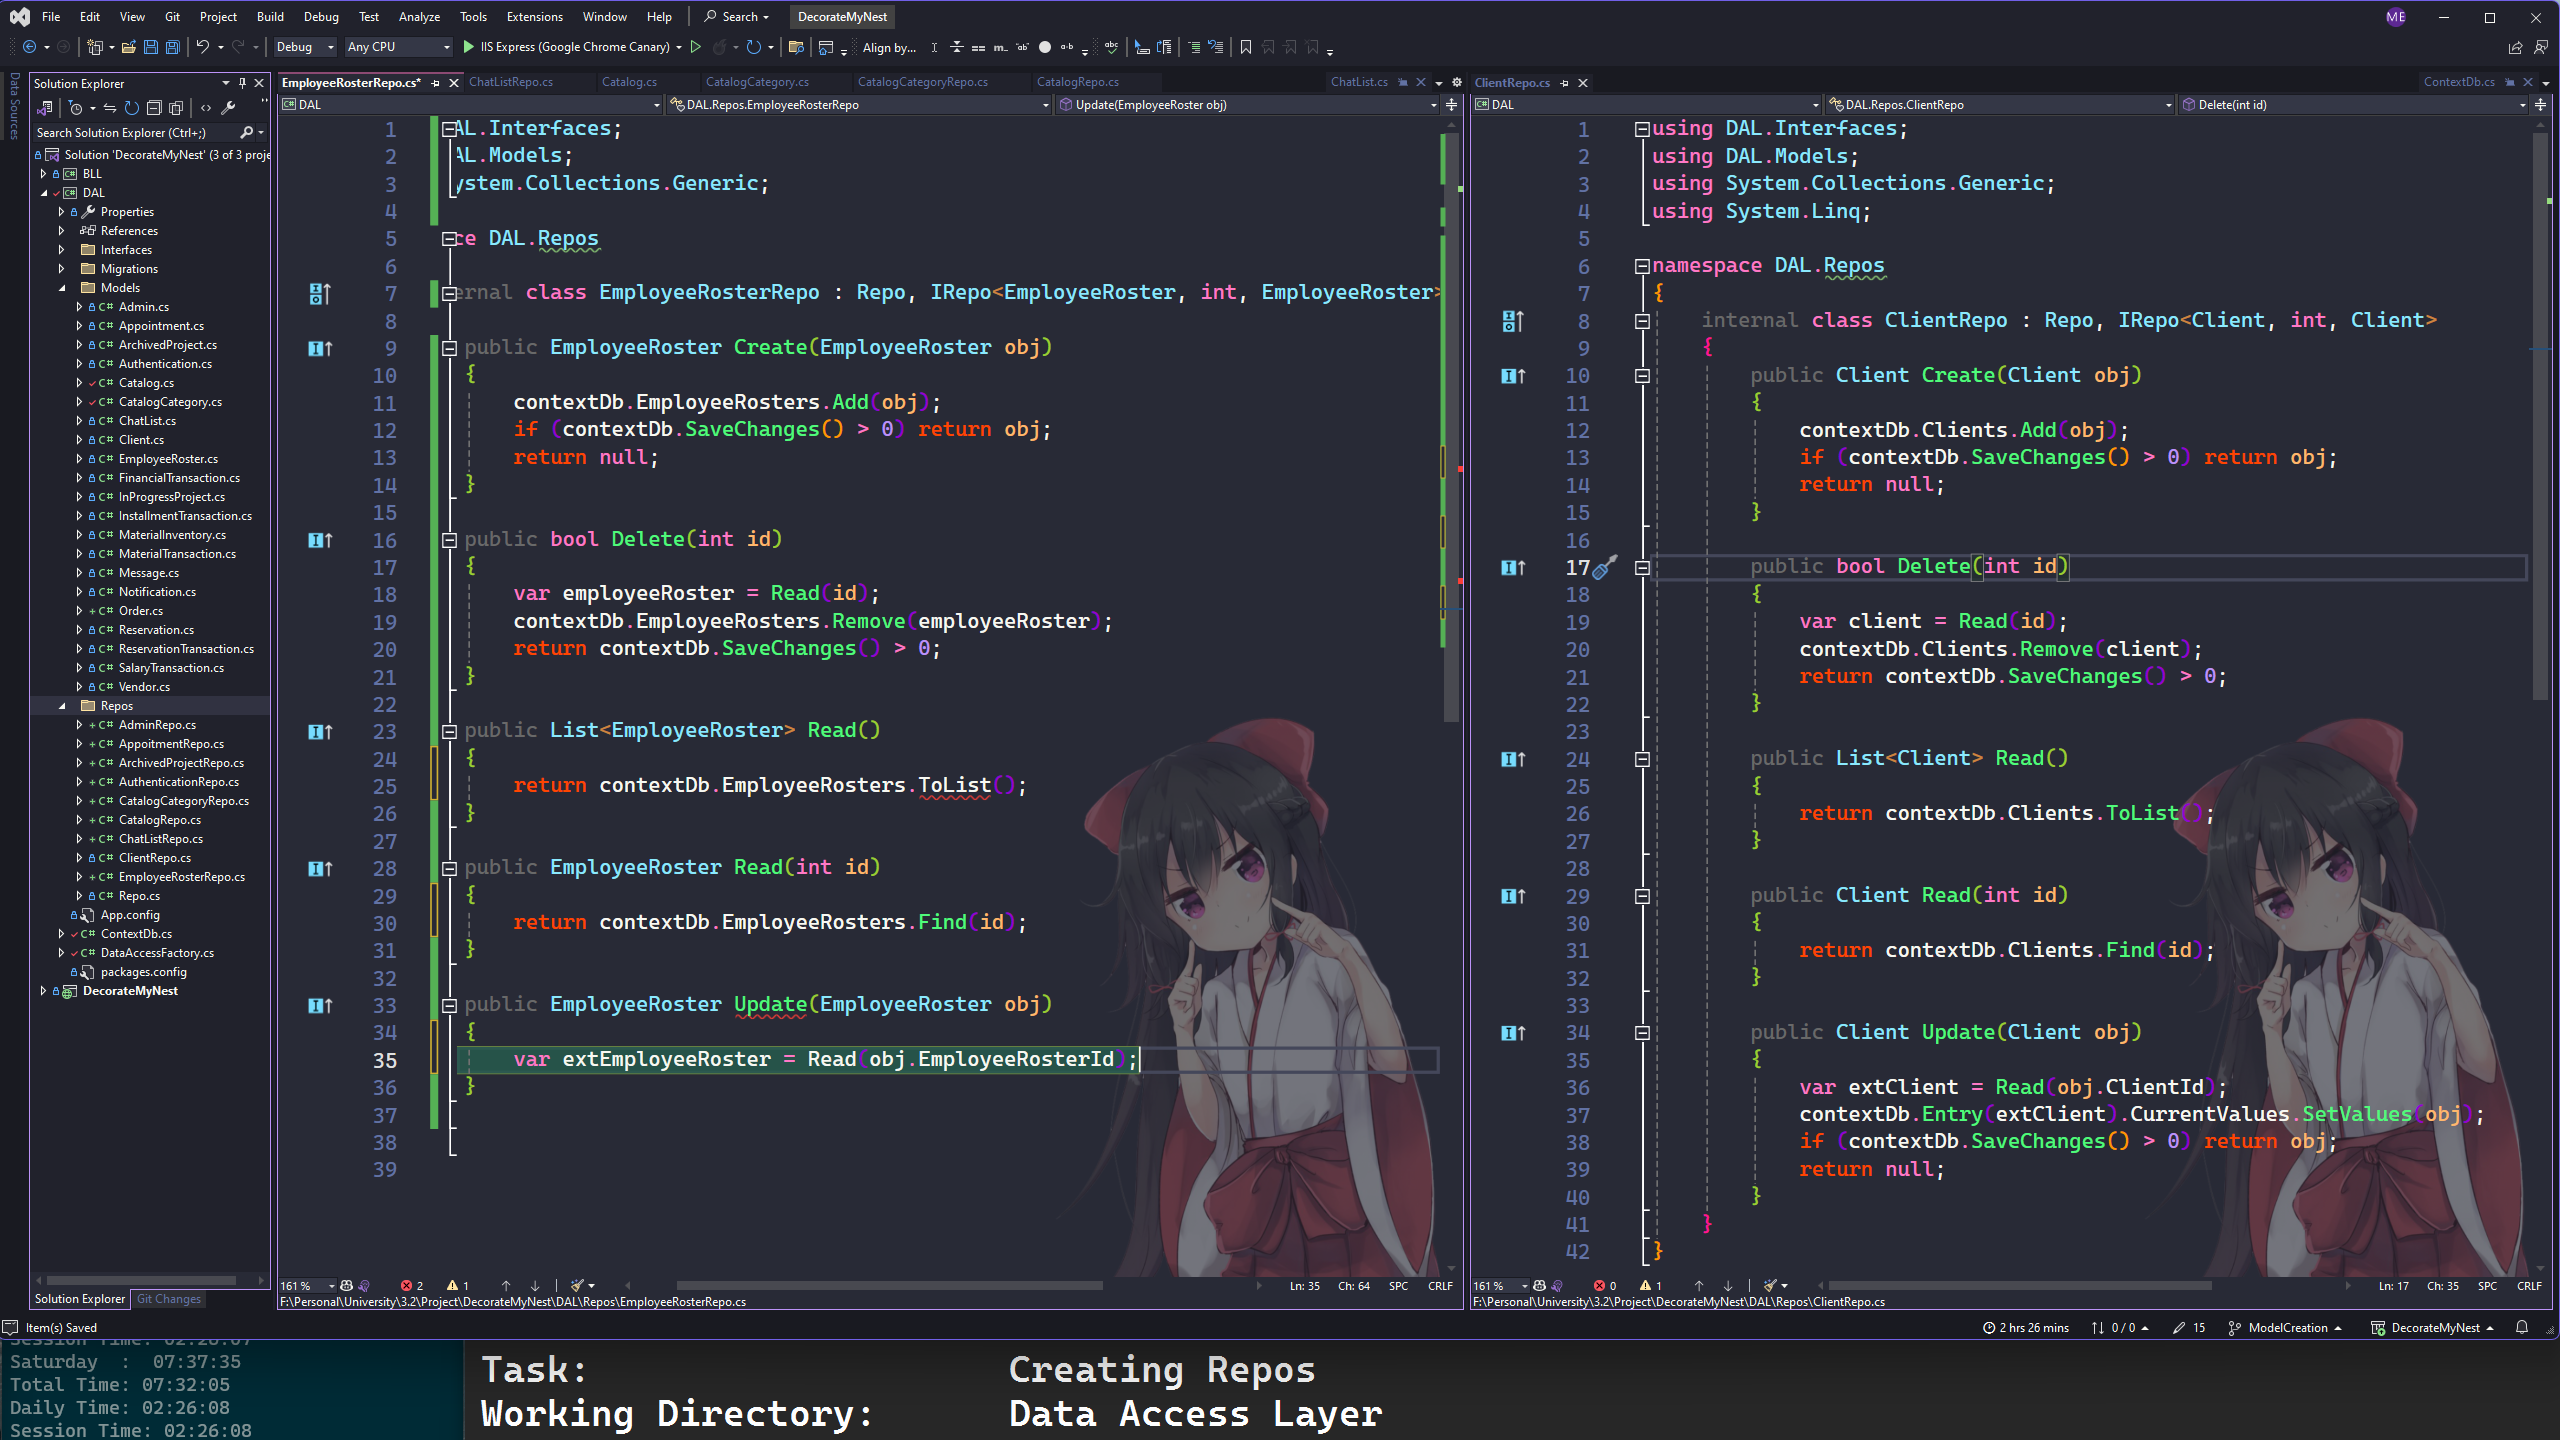 File Edit View Git Project Build Debug Test Analyze Tools Extensions Window Help Search DecorateMyNest ME
Debug Any CPU IIS Express (Google Chrome Canary) Align by...
Data Sources
Solution Explorer
Search Solution Explorer (Ctrl+;)
Solution 'DecorateMyNest' (3 of 3 proje
BLL
DAL
Properties
References
Interfaces
Migrations
Models
Admin.cs
Appointment.cs
ArchivedProject.cs
Authentication.cs
Catalog.cs
CatalogCategory.cs
ChatList.cs
Client.cs
EmployeeRoster.cs
FinancialTransaction.cs
InProgressProject.cs
InstallmentTransaction.cs
MaterialInventory.cs
MaterialTransaction.cs
Message.cs
Notification.cs
Order.cs
Reservation.cs
ReservationTransaction.cs
SalaryTransaction.cs
Vendor.cs
Repos
AdminRepo.cs
AppoitmentRepo.cs
ArchivedProjectRepo.cs
AuthenticationRepo.cs
CatalogCategoryRepo.cs
CatalogRepo.cs
ChatListRepo.cs
ClientRepo.cs
EmployeeRosterRepo.cs
Repo.cs
App.config
ContextDb.cs
DataAccessFactory.cs
packages.config
DecorateMyNest
Solution Explorer Git Changes
EmployeeRosterRepo.cs* ChatListRepo.cs Catalog.cs CatalogCategory.cs CatalogCategoryRepo.cs CatalogRepo.cs ChatList.cs
DAL DAL.Repos.EmployeeRosterRepo Update(EmployeeRoster obj)
1 AL.Interfaces;
2 AL.Models;
3 ystem.Collections.Generic;
4
5 ce DAL.Repos
6
7 ernal class EmployeeRosterRepo : Repo, IRepo<EmployeeRoster, int, EmployeeRoster>
8
9 public EmployeeRoster Create(EmployeeRoster obj)
10 {
11 contextDb.EmployeeRosters.Add(obj);
12 if (contextDb.SaveChanges() > 0) return obj;
13 return null;
14 }
15
16 public bool Delete(int id)
17 {
18 var employeeRoster = Read(id);
19 contextDb.EmployeeRosters.Remove(employeeRoster);
20 return contextDb.SaveChanges() > 0;
21 }
22
23 public List<EmployeeRoster> Read()
24 {
25 return contextDb.EmployeeRosters.ToList();
26 }
27
28 public EmployeeRoster Read(int id)
29 {
30 return contextDb.EmployeeRosters.Find(id);
31 }
32
33 public EmployeeRoster Update(EmployeeRoster obj)
34 {
35 var extEmployeeRoster = Read(obj.EmployeeRosterId);
36 }
37
38
39
161 % 2 1 Ln: 35 Ch: 64 SPC CRLF
F:\Personal\University\3.2\Project\DecorateMyNest\DAL\Repos\EmployeeRosterRepo.cs
ClientRepo.cs ContextDb.cs
DAL DAL.Repos.ClientRepo Delete(int id)
1 using DAL.Interfaces;
2 using DAL.Models;
3 using System.Collections.Generic;
4 using System.Linq;
5
6 namespace DAL.Repos
7 {
8 internal class ClientRepo : Repo, IRepo<Client, int, Client>
9 {
10 public Client Create(Client obj)
11 {
12 contextDb.Clients.Add(obj);
13 if (contextDb.SaveChanges() > 0) return obj;
14 return null;
15 }
16
17 public bool Delete(int id)
18 {
19 var client = Read(id);
20 contextDb.Clients.Remove(client);
21 return contextDb.SaveChanges() > 0;
22 }
23
24 public List<Client> Read()
25 {
26 return contextDb.Clients.ToList();
27 }
28
29 public Client Read(int id)
30 {
31 return contextDb.Clients.Find(id);
32 }
33
34 public Client Update(Client obj)
35 {
36 var extClient = Read(obj.ClientId);
37 contextDb.Entry(extClient).CurrentValues.SetValues(obj);
38 if (contextDb.SaveChanges() > 0) return obj;
39 return null;
40 }
41 }
42 }
161 % 0 1 Ln: 17 Ch: 35 SPC CRLF
F:\Personal\University\3.2\Project\DecorateMyNest\DAL\Repos\ClientRepo.cs
Item(s) Saved 2 hrs 26 mins 0 / 0 15 ModelCreation DecorateMyNest
Session Time: 02:26:07
Saturday : 07:37:35
Total Time: 07:32:05
Daily Time: 02:26:08
Session Time: 02:26:08
Task: Creating Repos
Working Directory: Data Access Layer